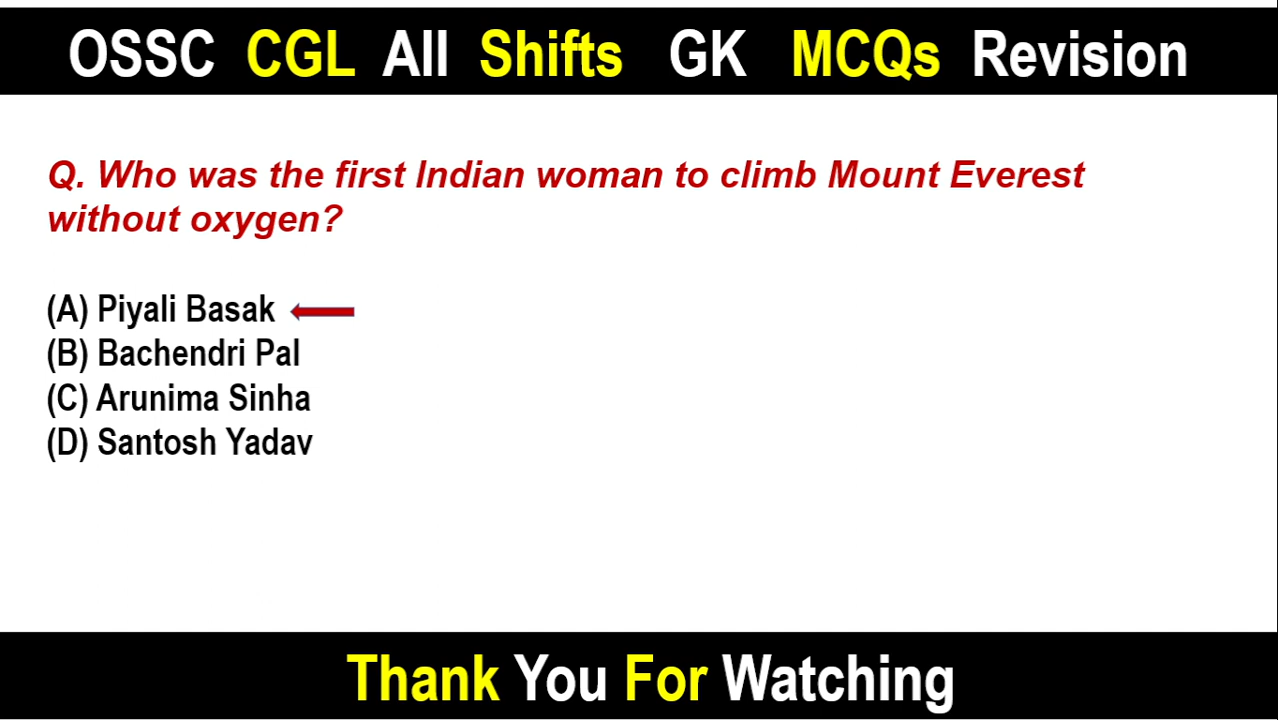 OSSC CGL All Shifts GK MCQs Revision
Q. Who was the first Indian woman to climb Mount Everest
without oxygen?
(A) Piyali Basak
(B) Bachendri Pal
(C) Arunima Sinha
(D) Santosh Yadav
Thank You For Watching